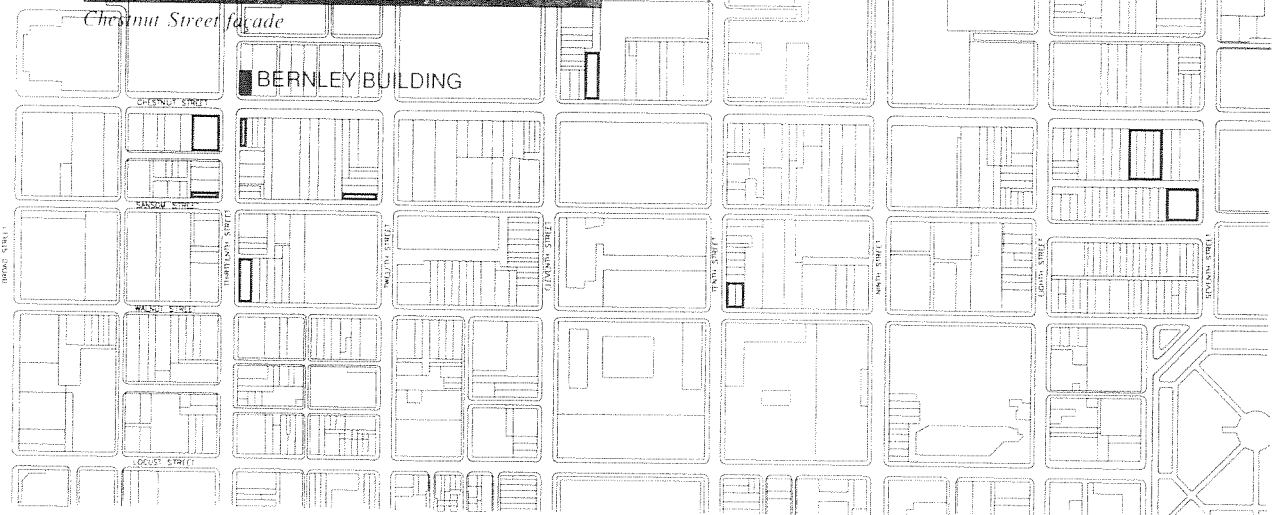 Chestnut Street façade
BERNLEY BUILDING
CHESTNUT STREET
SANSOM STREET
BROAD STREET
THIRTEENTH STREET
TWELFTH STREET
ELEVENTH STREET
TENTH STREET
NINTH STREET
EIGHTH STREET
SEVENTH STREET
WALNUT STREET
LOCUST STREET